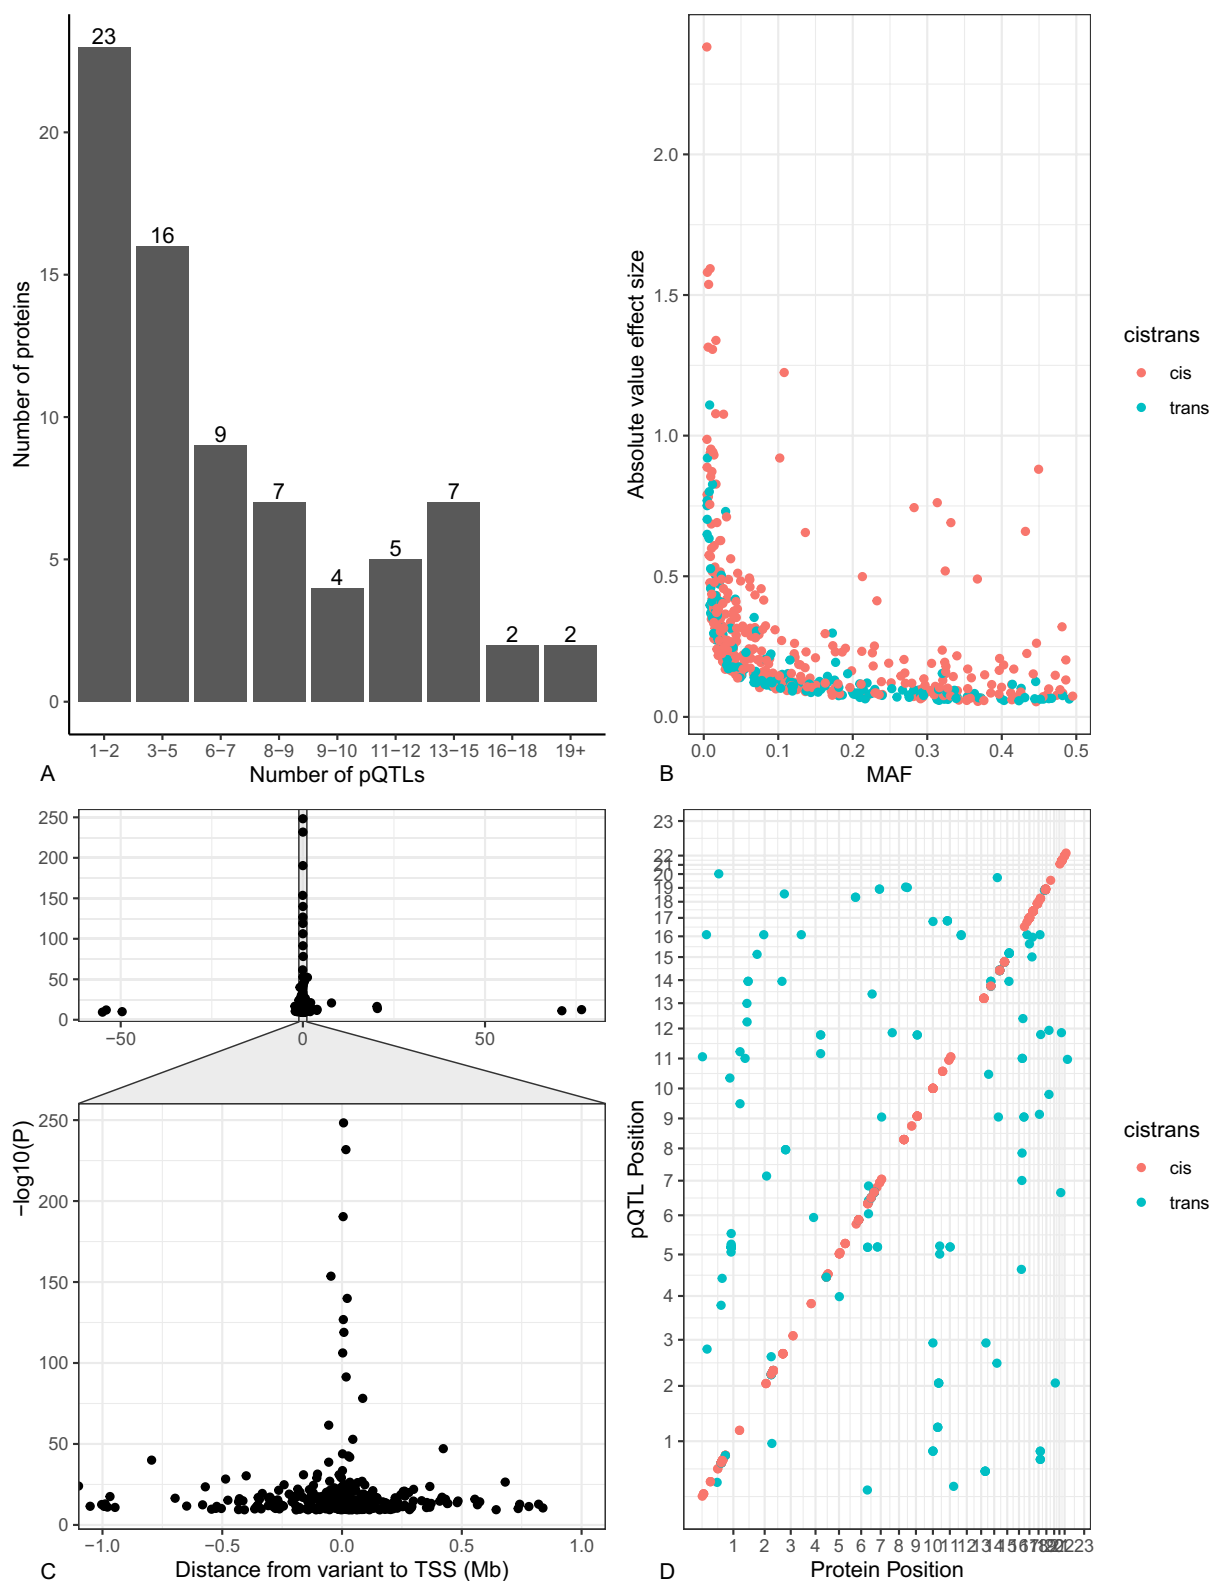 23
16
9
7
4
5
7
2
2
20
15
10
5
0
Number of proteins
1−2 3−5 6−7 8−9 9−10 11−12 13−15 16−18 19+
Number of pQTLs
A
2.0
1.5
1.0
0.5
0.0
Absolute value effect size
0.0 0.1 0.2 0.3 0.4 0.5
MAF
B
cistrans
cis
trans
250
200
150
100
50
0
−50 0 50
250
200
150
100
50
0
−log10(P)
−1.0 −0.5 0.0 0.5 1.0
Distance from variant to TSS (Mb)
C
23
22
21
20
19
18
17
16
15
14
13
12
11
10
9
8
7
6
5
4
3
2
1
pQTL Position
1 2 3 4 5 6 7 8 9 10 11 12 13 14 15 16 17 18 19 20 21 22 23
Protein Position
D
cistrans
cis
trans